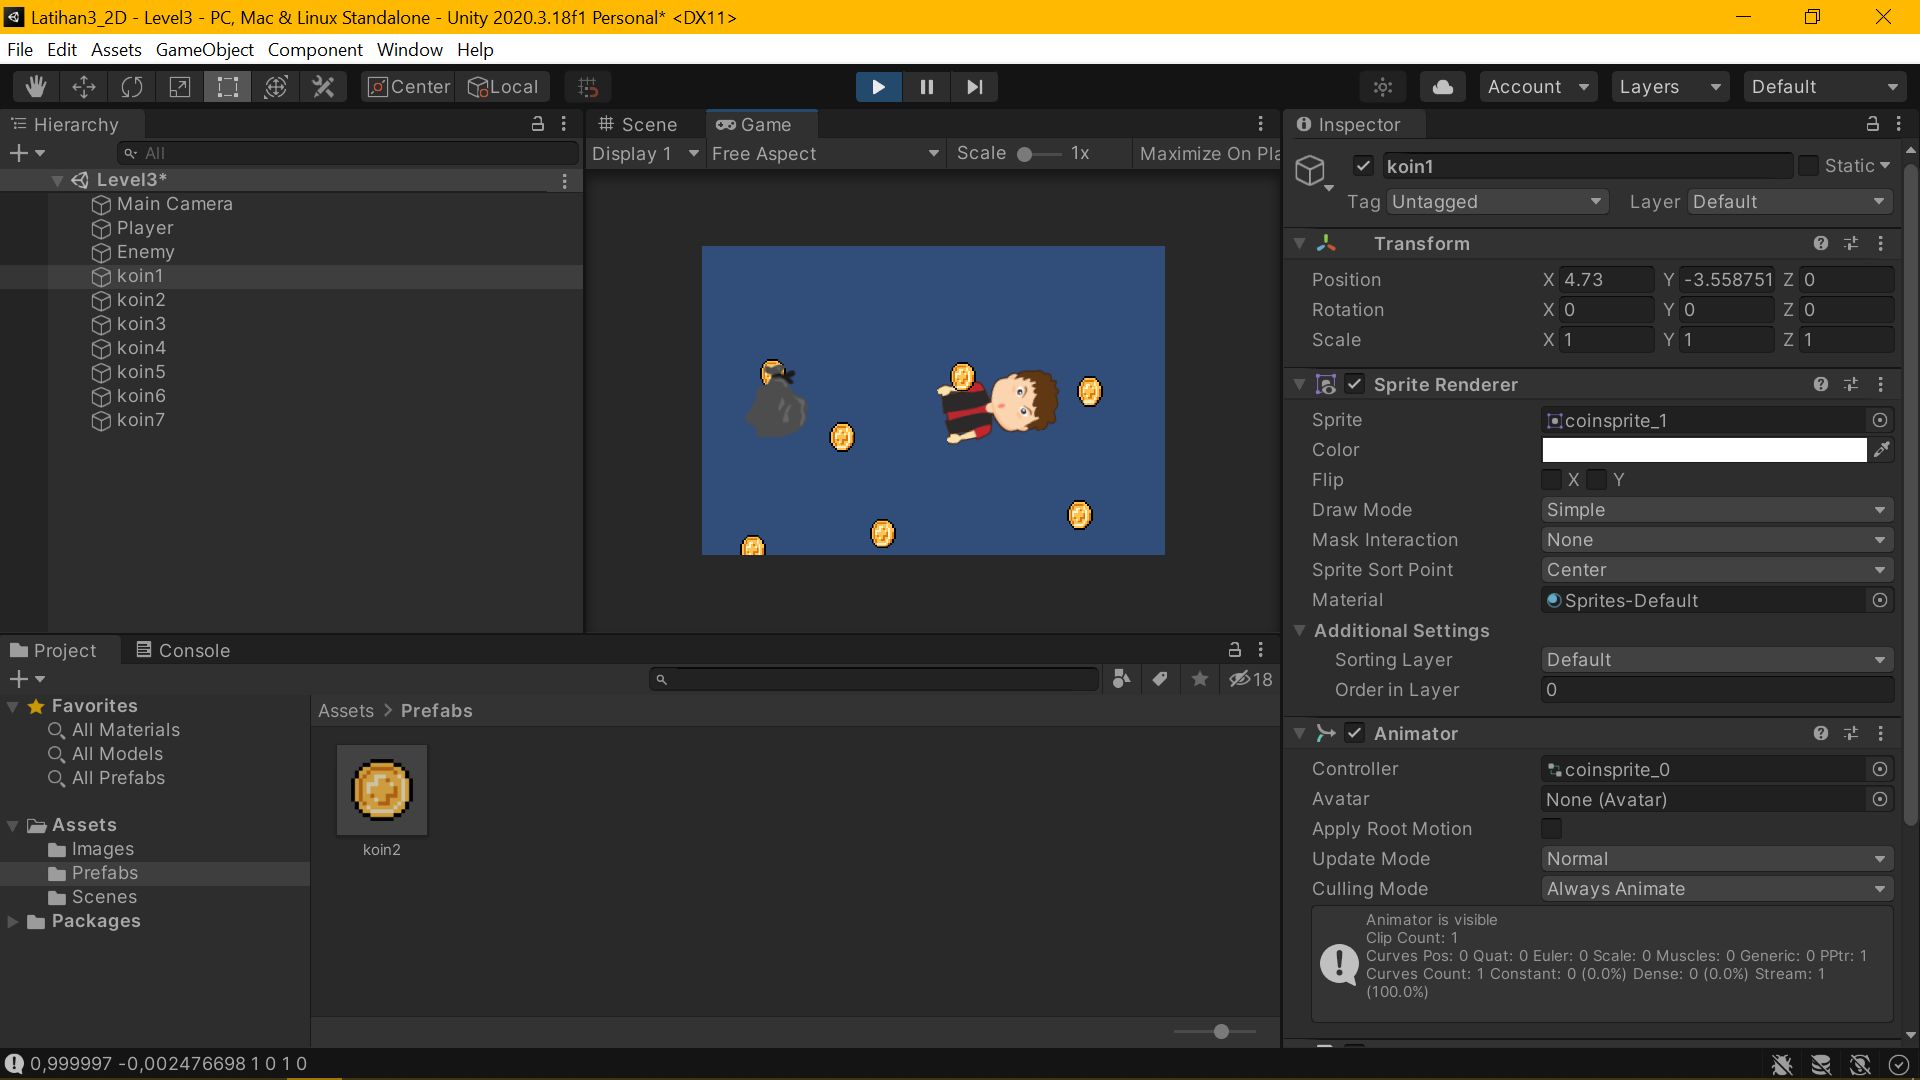 Latihan3_2D - Level3 - PC, Mac & Linux Standalone - Unity 2020.3.18f1 Personal* <DX11>
File Edit Assets GameObject Component Window Help
Center Local Account Layers Default
Hierarchy
All
Level3*
Main Camera
Player
Enemy
koin1
koin2
koin3
koin4
koin5
koin6
koin7
Scene Game
Display 1 Free Aspect Scale 1x Maximize On Pla
Inspector
koin1 Static
Tag Untagged Layer Default
Transform
Position X 4.73 Y -3.558751 Z 0
Rotation X 0 Y 0 Z 0
Scale X 1 Y 1 Z 1
Sprite Renderer
Sprite coinsprite_1
Color
Flip X Y
Draw Mode Simple
Mask Interaction None
Sprite Sort Point Center
Material Sprites-Default
Additional Settings
Sorting Layer Default
Order in Layer 0
Animator
Controller coinsprite_0
Avatar None (Avatar)
Apply Root Motion
Update Mode Normal
Culling Mode Always Animate
Animator is visible
Clip Count: 1
Curves Pos: 0 Quat: 0 Euler: 0 Scale: 0 Muscles: 0 Generic: 0 PPtr: 1
Curves Count: 1 Constant: 0 (0.0%) Dense: 0 (0.0%) Stream: 1
(100.0%)
Project Console
18
Favorites
All Materials
All Models
All Prefabs
Assets
Images
Prefabs
Scenes
Packages
Assets > Prefabs
koin2
0,999997 -0,002476698 1 0 1 0